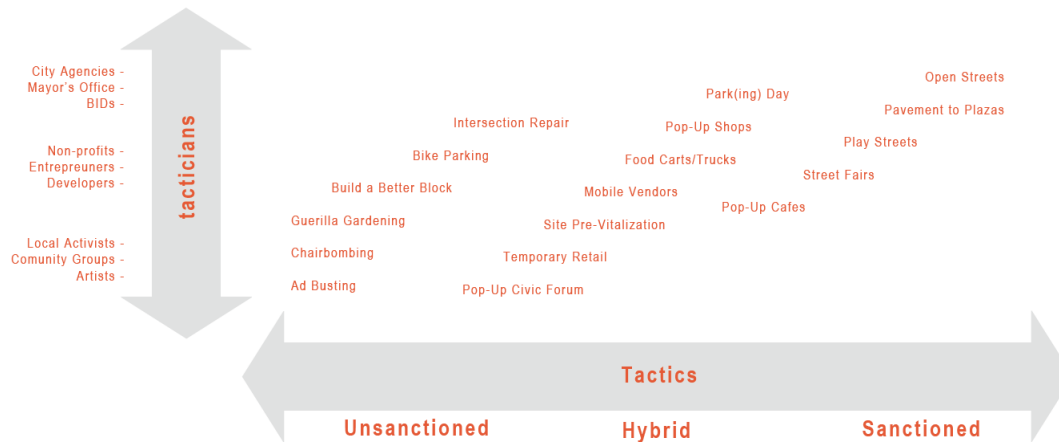 City Agencies -
Mayor's Office -
BIDs -
Non-profits -
Entrepreuners -
Developers -
Local Activists -
Comunity Groups -
Artists -
tacticians
Open Streets
Park(ing) Day
Pavement to Plazas
Intersection Repair
Pop-Up Shops
Play Streets
Bike Parking
Food Carts/Trucks
Street Fairs
Build a Better Block
Mobile Vendors
Pop-Up Cafes
Guerilla Gardening
Site Pre-Vitalization
Chairbombing
Temporary Retail
Ad Busting
Pop-Up Civic Forum
Tactics
Unsanctioned
Hybrid
Sanctioned